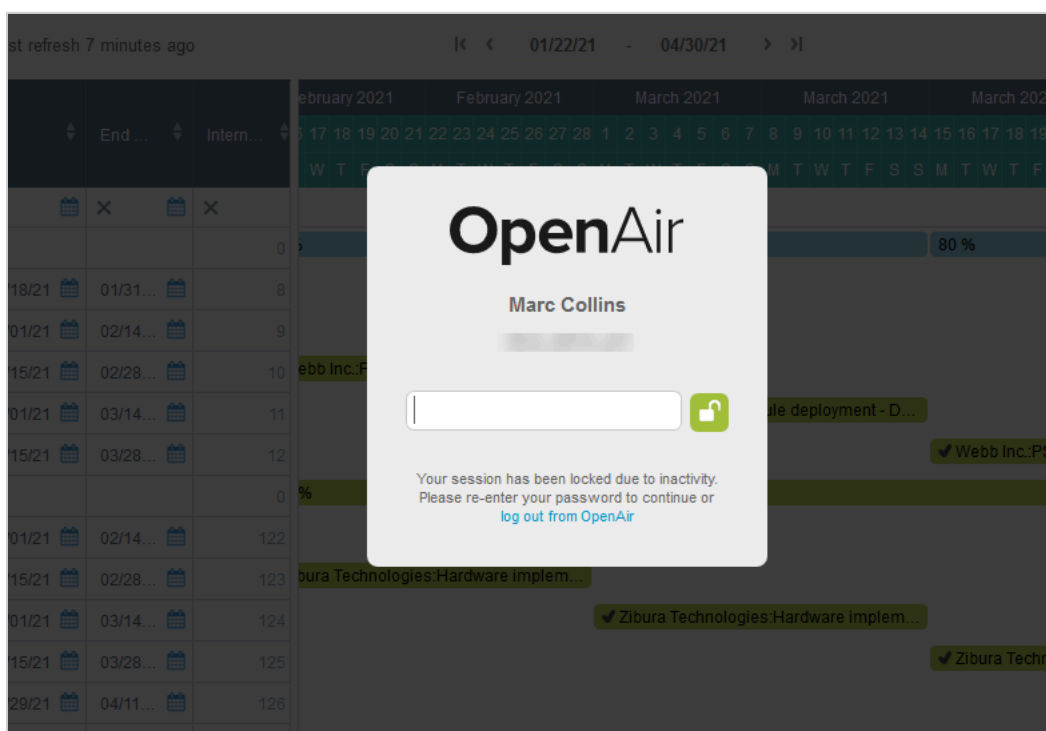 st refresh 7 minutes ago
01/22/21 - 04/30/21
ebruary 2021 February 2021 March 2021 March 2021 March 202
End ... Intern...
17 18 19 20 21 22 23 24 25 26 27 28 1 2 3 4 5 6 7 8 9 10 11 12 13 14 15 16 17 18 19
W T F M T W T F S S M T W T F
0 80 %
/18/21 01/31... 8
/01/21 02/14... 9
/15/21 02/28... 10 ebb Inc.:P
/01/21 03/14... 11 ule deployment - D...
/15/21 03/28... 12 Webb Inc.:PS
0 %
/01/21 02/14... 122
/15/21 02/28... 123 bura Technologies:Hardware implem...
/01/21 03/14... 124 Zibura Technologies:Hardware implem...
/15/21 03/28... 125 Zibura Techn
/29/21 04/11... 126
OpenAir
Marc Collins
Your session has been locked due to inactivity.
Please re-enter your password to continue or
log out from OpenAir